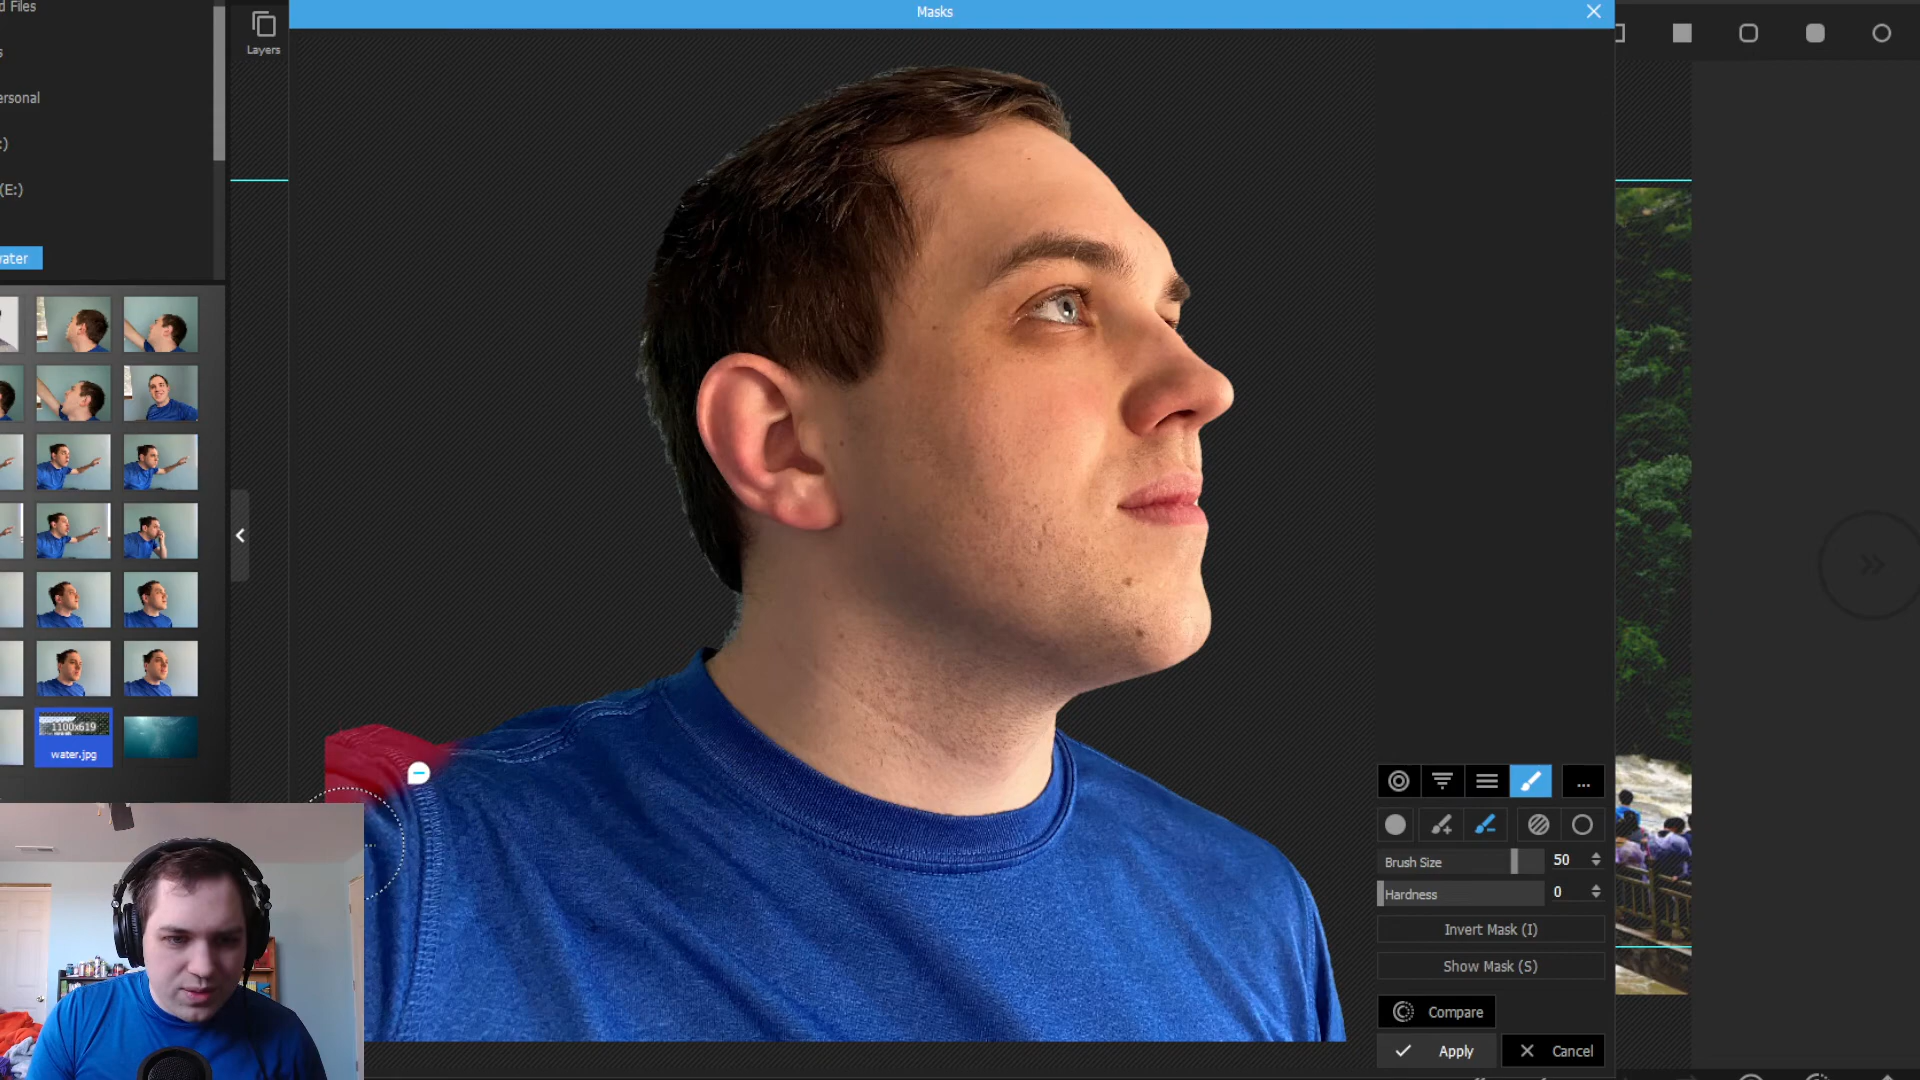 d Files
Layers
Masks
s
ersonal
:)
(E:)
vater
1100x619
water.jpg
...
Brush Size 50
Hardness 0
Invert Mask (I)
Show Mask (S)
Compare
Apply
Cancel